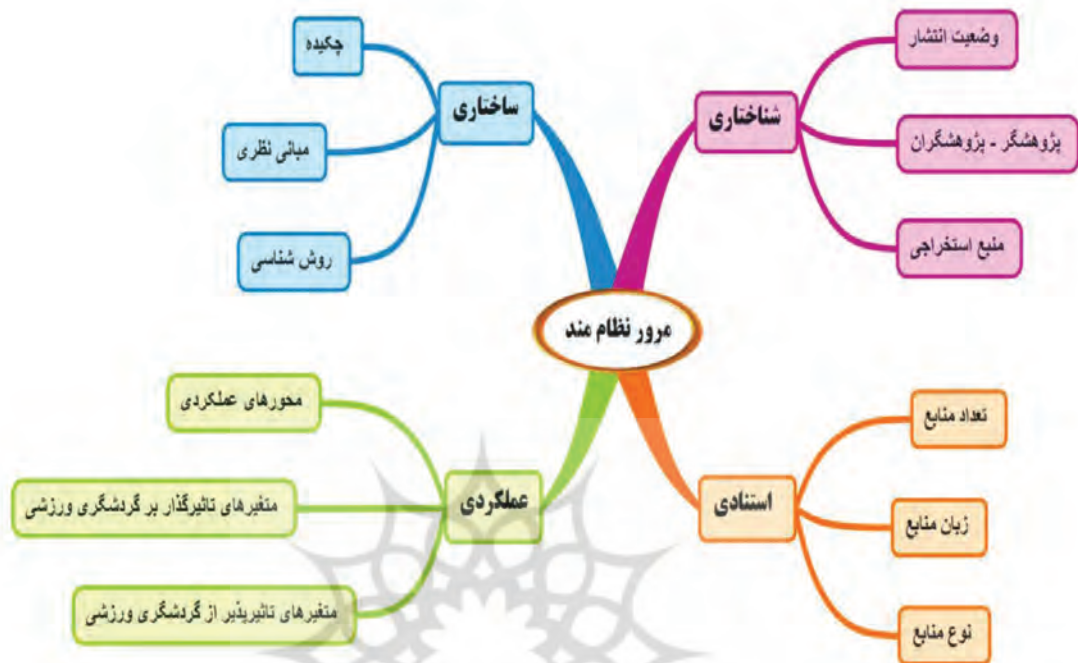 مرور نظام مند
شناختاری
وضعیت انتشار
پژوهشگر - پژوهشگران
منبع استخراجی
استنادی
تعداد منابع
زبان منابع
نوع منابع
ساختاری
چکیده
مبانی نظری
روش شناسی
عملکردی
محورهای عملکردی
متغیرهای تاثیرگذار بر گردشگری ورزشی
متغیرهای تاثیرپذیر از گردشگری ورزشی